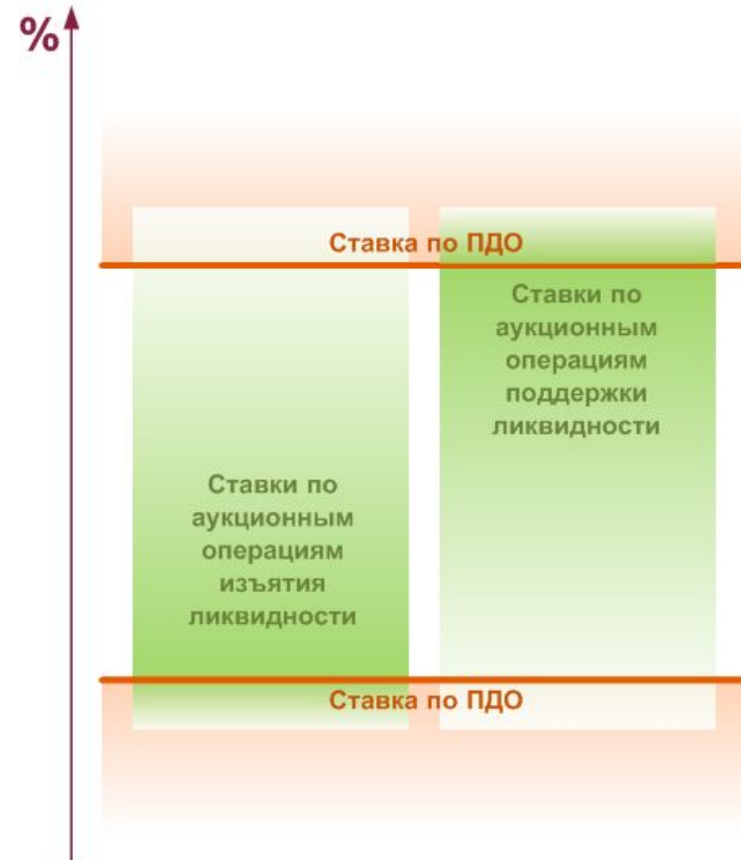 %
Ставка по ПДО
Ставки по
аукционным
операциям
поддержки
ликвидности
Ставки по
аукционным
операциям
изъятия
ликвидности
Ставка по ПДО